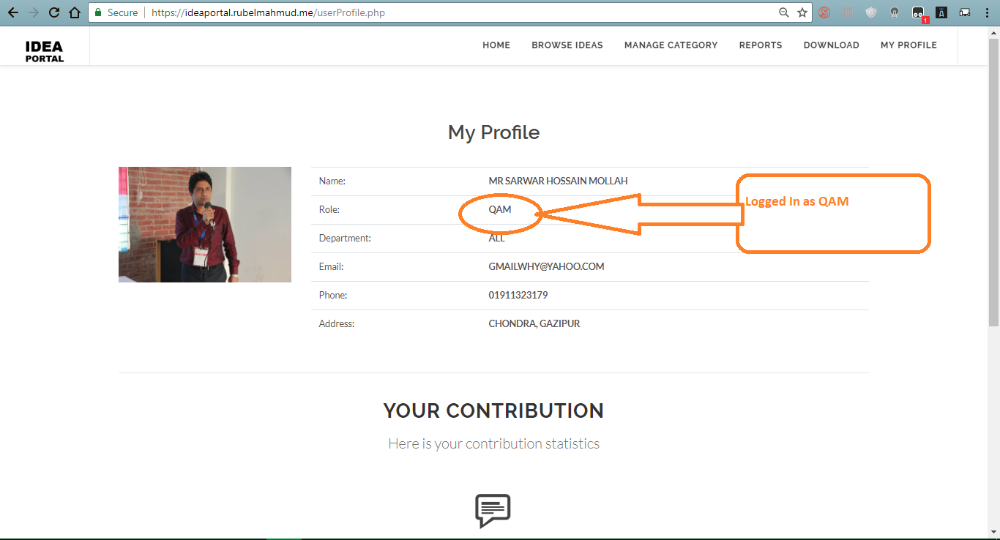 Secure https://ideaportal.rubelmahmud.me/userProfile.php
1
IDEA
PORTAL
HOME BROWSE IDEAS MANAGE CATEGORY REPORTS DOWNLOAD MY PROFILE
My Profile
Name: MR SARWAR HOSSAIN MOLLAH
Role: QAM
Logged In as QAM
Department: ALL
Email: GMAILWHY@YAHOO.COM
Phone: 01911323179
Address: CHONDRA, GAZIPUR
YOUR CONTRIBUTION
Here is your contribution statistics